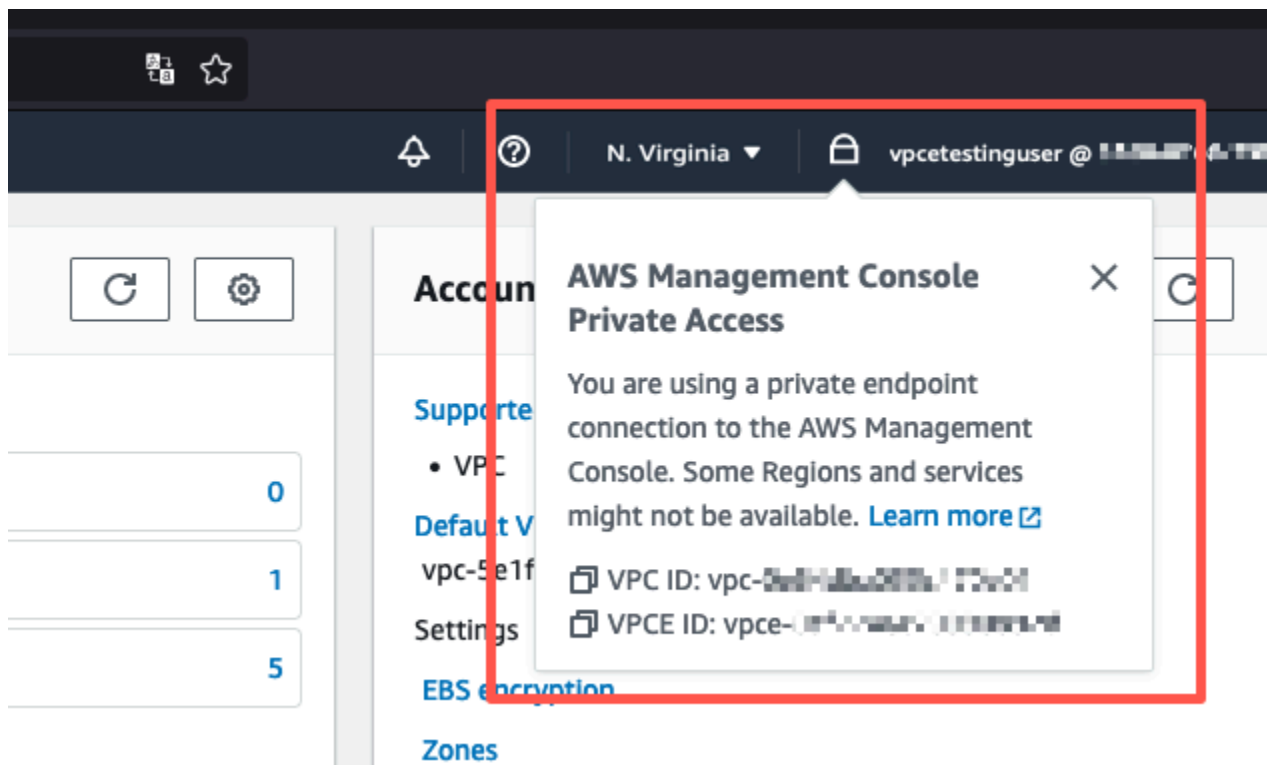 N. Virginia
vpcetestinguser @
0
1
5
Accoun
Supporte
• VPC
Default V
vpc-5e1f
Settings
EBS encryption
Zones
AWS Management Console
Private Access
You are using a private endpoint
connection to the AWS Management
Console. Some Regions and services
might not be available. Learn more
VPC ID: vpc-
VPCE ID: vpce-